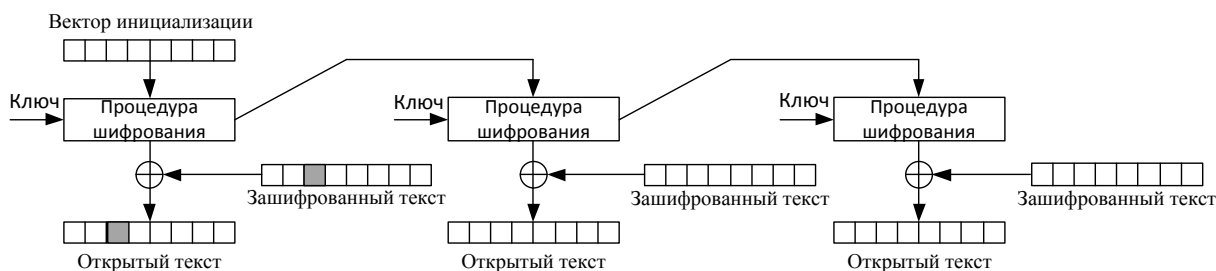 Вектор инициализации
Ключ
Процедура
шифрования
Ключ
Процедура
шифрования
Ключ
Процедура
шифрования
Зашифрованный текст
Зашифрованный текст
Зашифрованный текст
Открытый текст
Открытый текст
Открытый текст